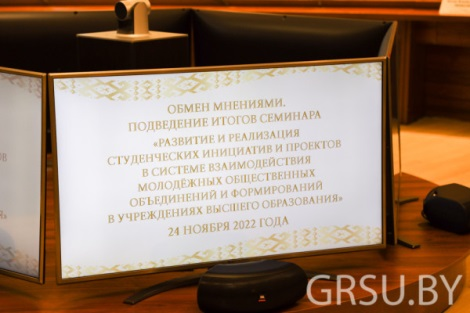 ОБМЕН МНЕНИЯМИ.
ПОДВЕДЕНИЕ ИТОГОВ СЕМИНАРА
«РАЗВИТИЕ И РЕАЛИЗАЦИЯ
СТУДЕНЧЕСКИХ ИНИЦИАТИВ И ПРОЕКТОВ
В СИСТЕМЕ ВЗАИМОДЕЙСТВИЯ
МОЛОДЁЖНЫХ ОБЩЕСТВЕННЫХ
ОБЪЕДИНЕНИЙ И ФОРМИРОВАНИЙ
В УЧРЕЖДЕНИЯХ ВЫСШЕГО ОБРАЗОВАНИЯ»
24 НОЯБРЯ 2022 ГОДА
GRSU.BY